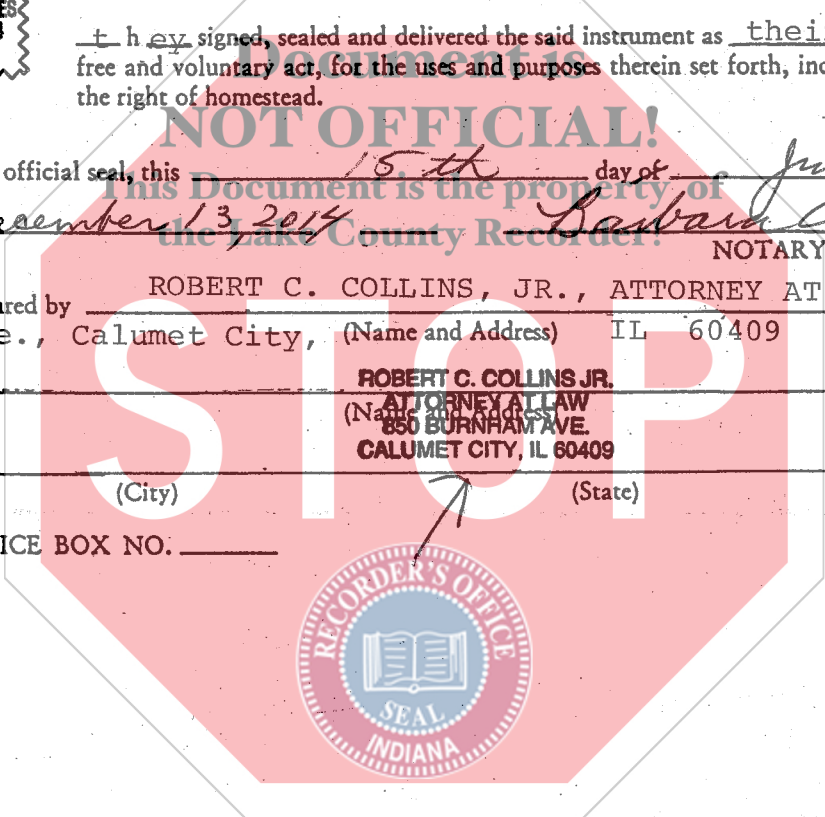 t h ey signed, sealed and delivered the said instrument as thei
free and voluntary act, for the uses and purposes therein set forth, inc
the right of homestead.
Document is
NOT OFFICIAL!
This Document is the property of
the Lake County Recorder!
official seal, this 15th day of Ju
ember 13, 2014 Barbara
NOTARY
ared by ROBERT C. COLLINS, JR., ATTORNEY AT
e., Calumet City, (Name and Address) IL 60409
STOP
ROBERT C. COLLINS JR.
ATTORNEY AT LAW
(Name and Address)
850 BURNHAM AVE.
CALUMET CITY, IL 60409
(City) (State)
ICE BOX NO.
RECORDER'S OFFICE
SEAL
INDIANA